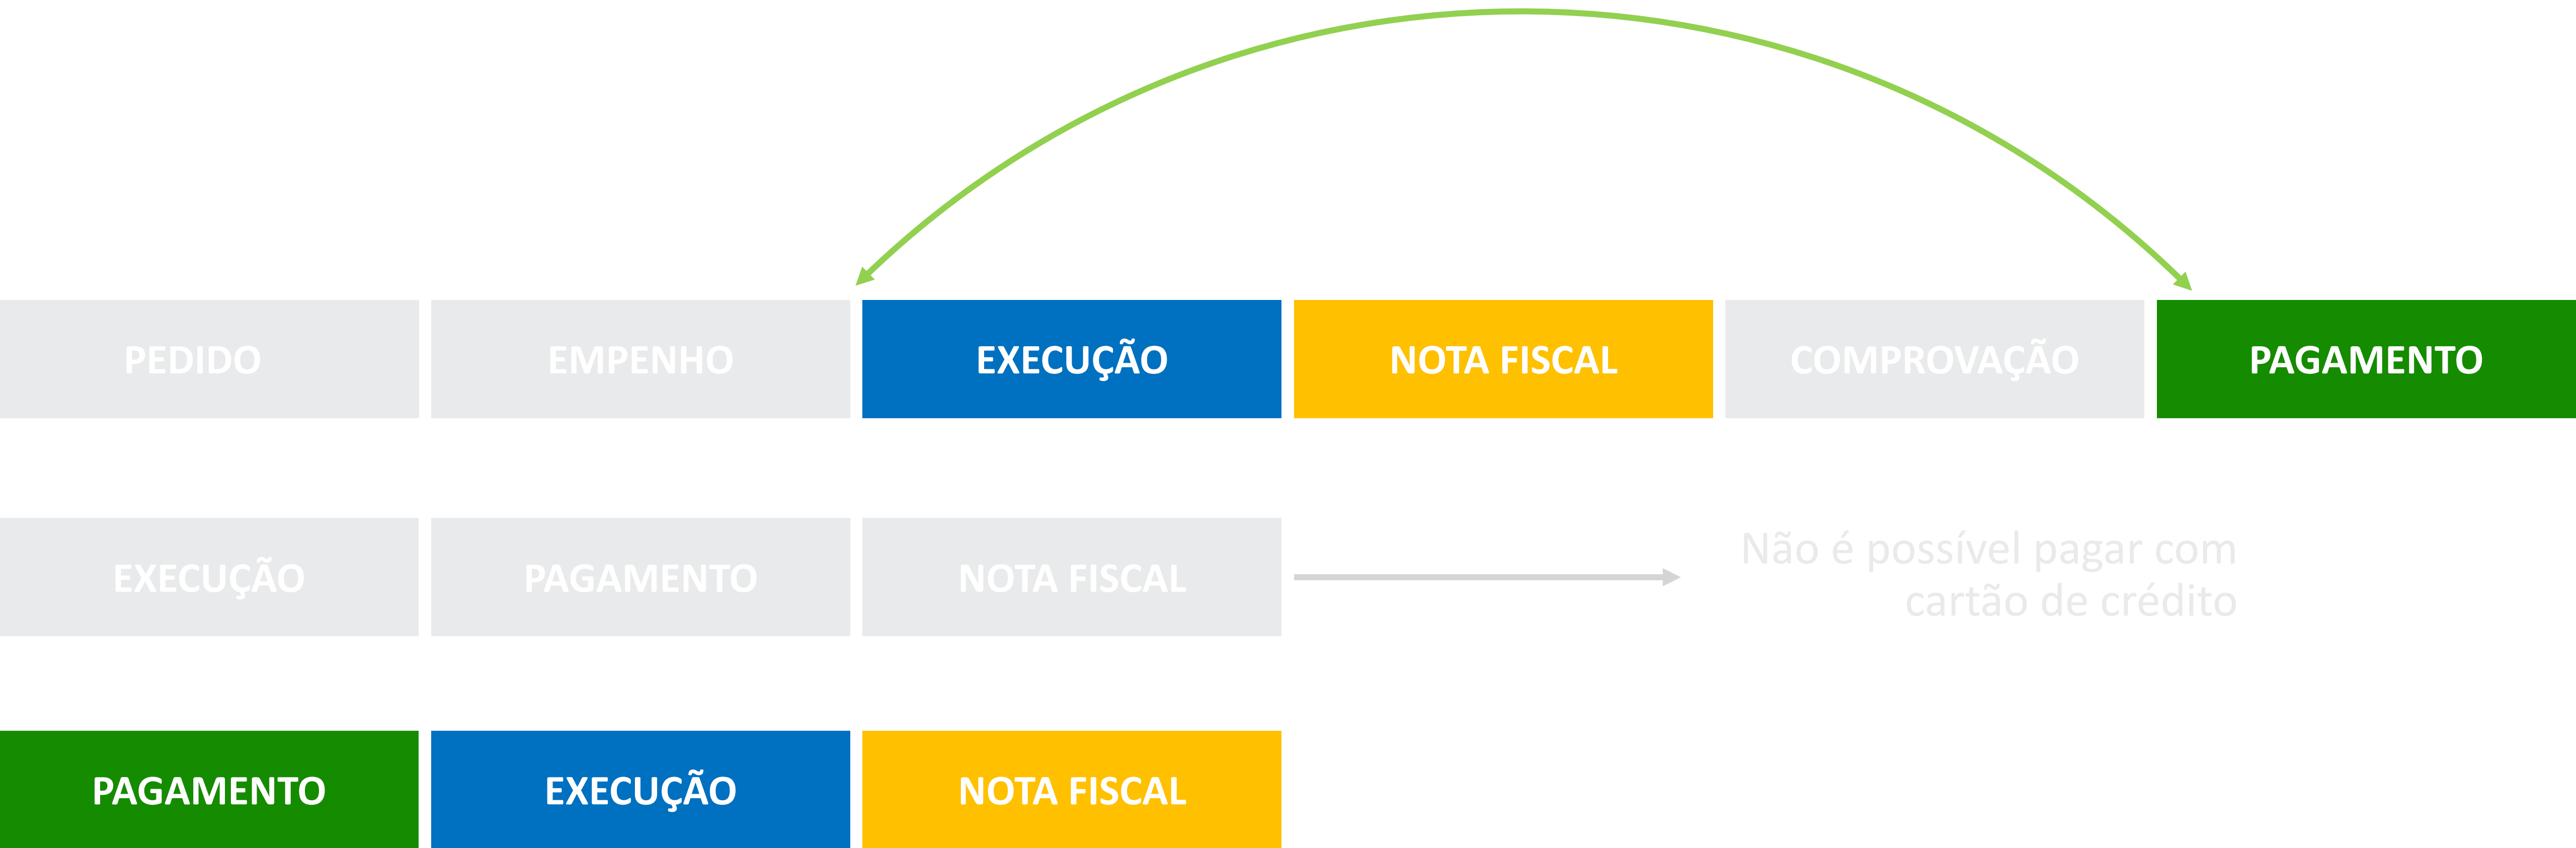 PEDIDO
EMPENHO
EXECUÇÃO
NOTA FISCAL
COMPROVAÇÃO
PAGAMENTO
EXECUÇÃO
PAGAMENTO
NOTA FISCAL
Não é possível pagar com
cartão de crédito
PAGAMENTO
EXECUÇÃO
NOTA FISCAL